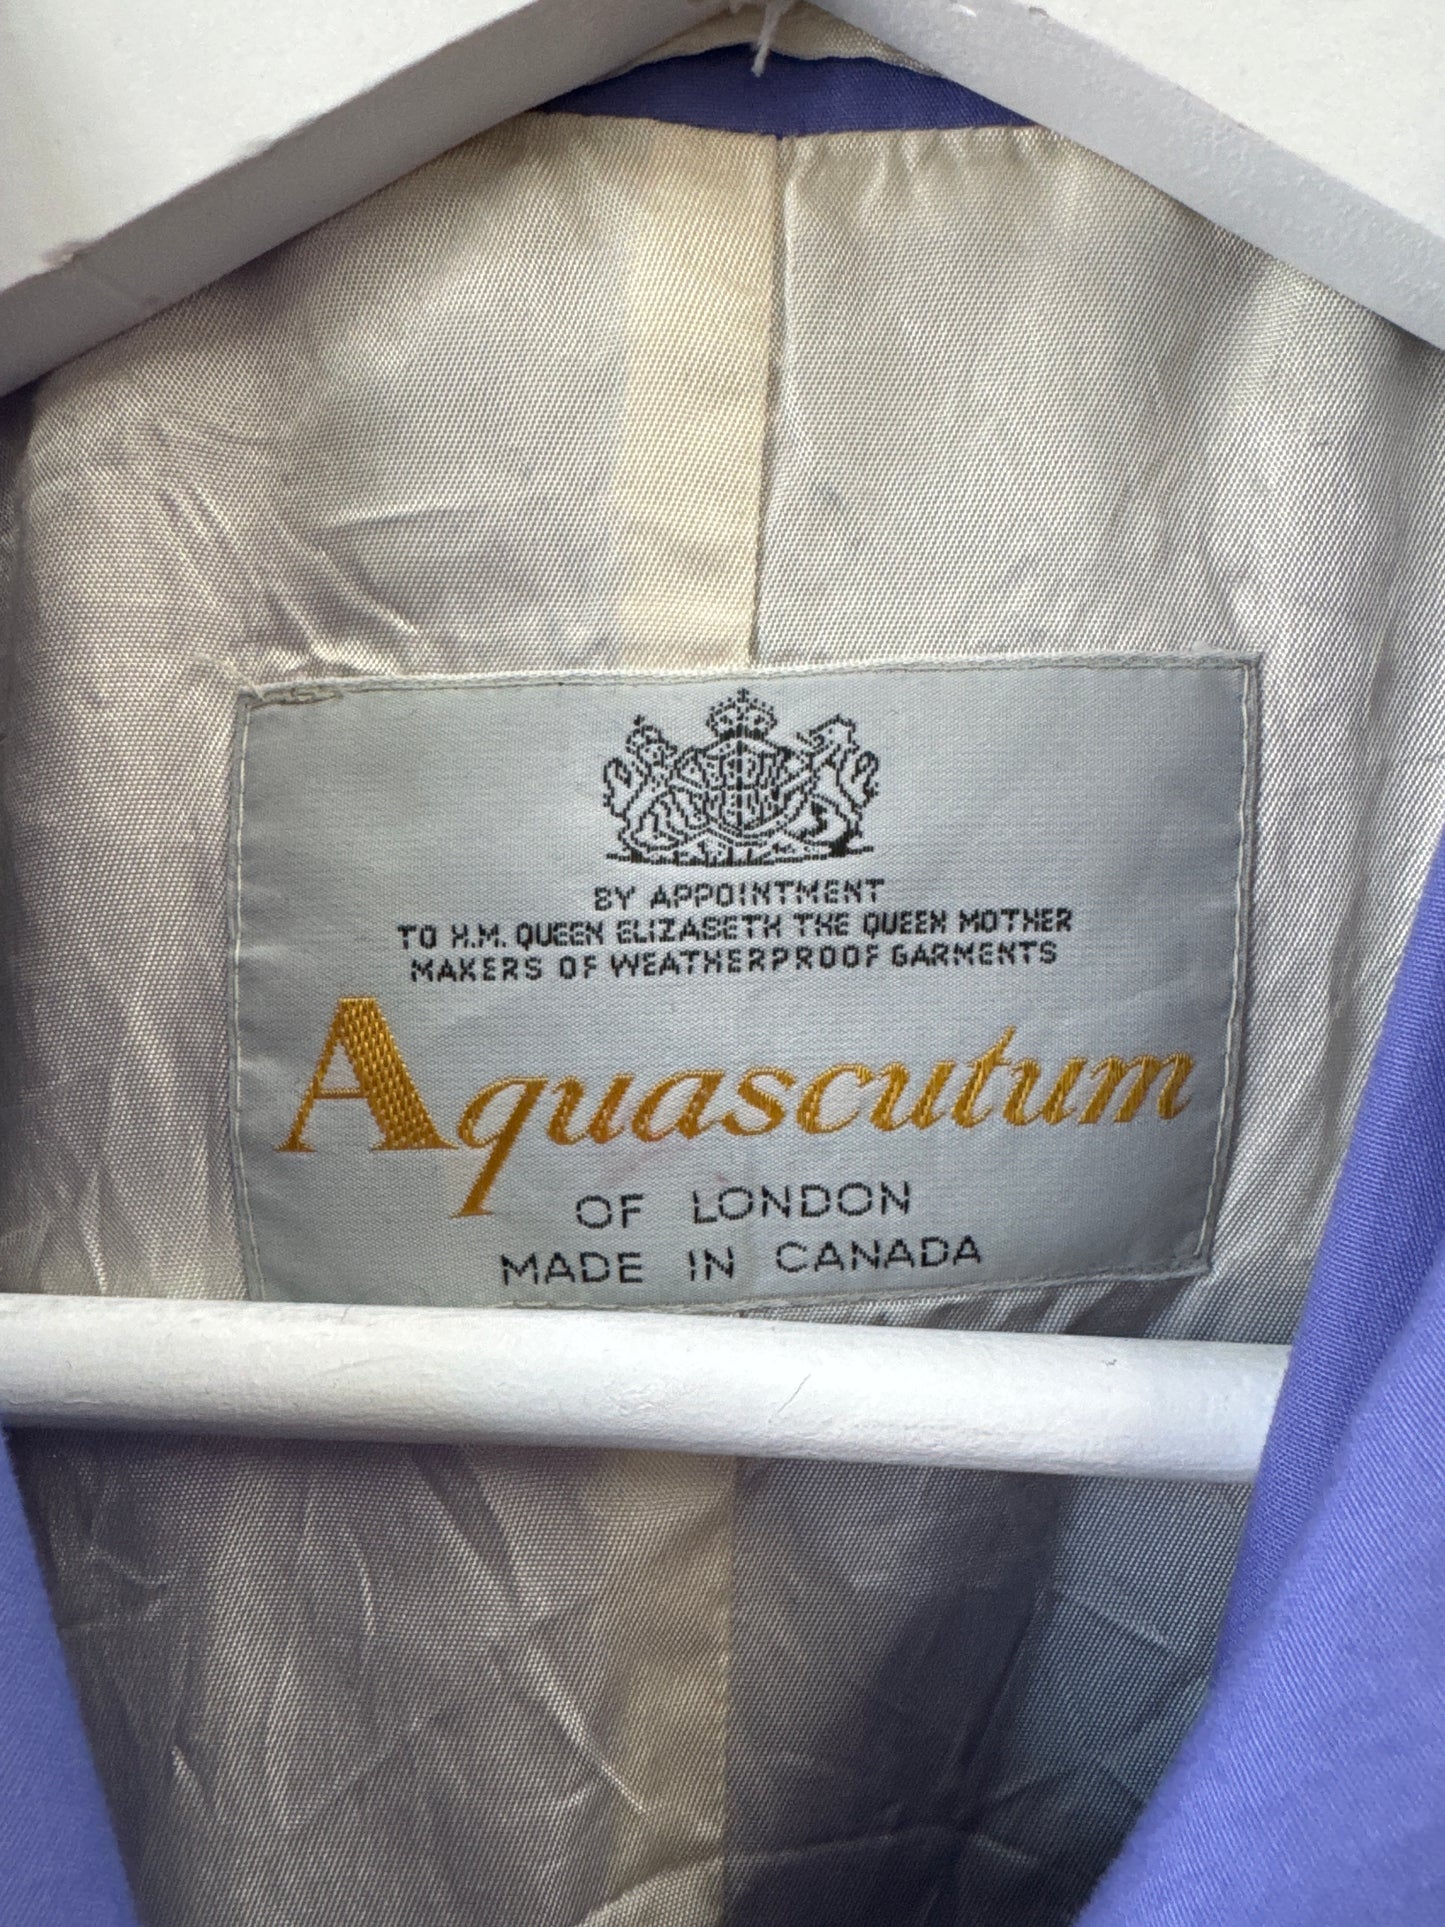 BY APPOINTMENT
TO H.M. QUEEN ELIZABETH THE QUEEN MOTHER
MAKERS OF WEATHERPROOF GARMENTS
Aquascutum
OF LONDON
MADE IN CANADA